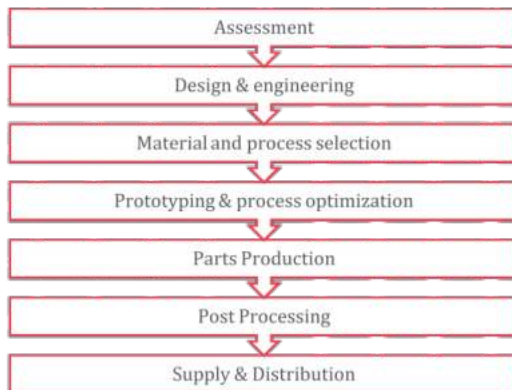 Assessment
Design & engineering
Material and process selection
Prototyping & process optimization
Parts Production
Post Processing
Supply & Distribution